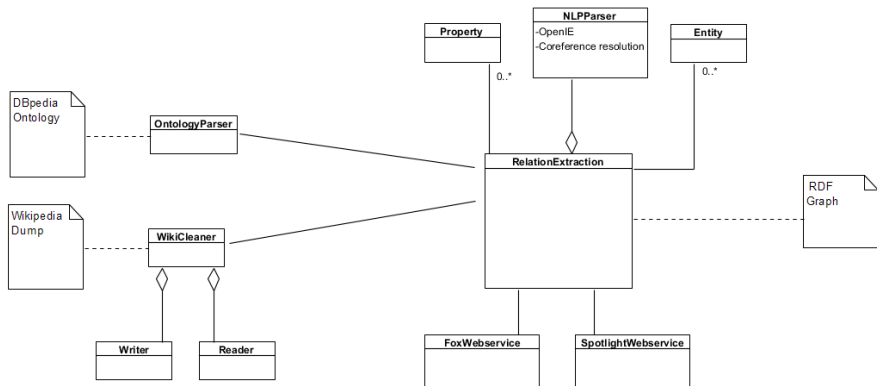 NLPParser
-OpenIE
-Coreference resolution
Property
Entity
0..*
0..*
DBpedia
Ontology
OntologyParser
RelationExtraction
RDF
Graph
Wikipedia
Dump
WikiCleaner
Writer
Reader
FoxWebservice
SpotlightWebservice